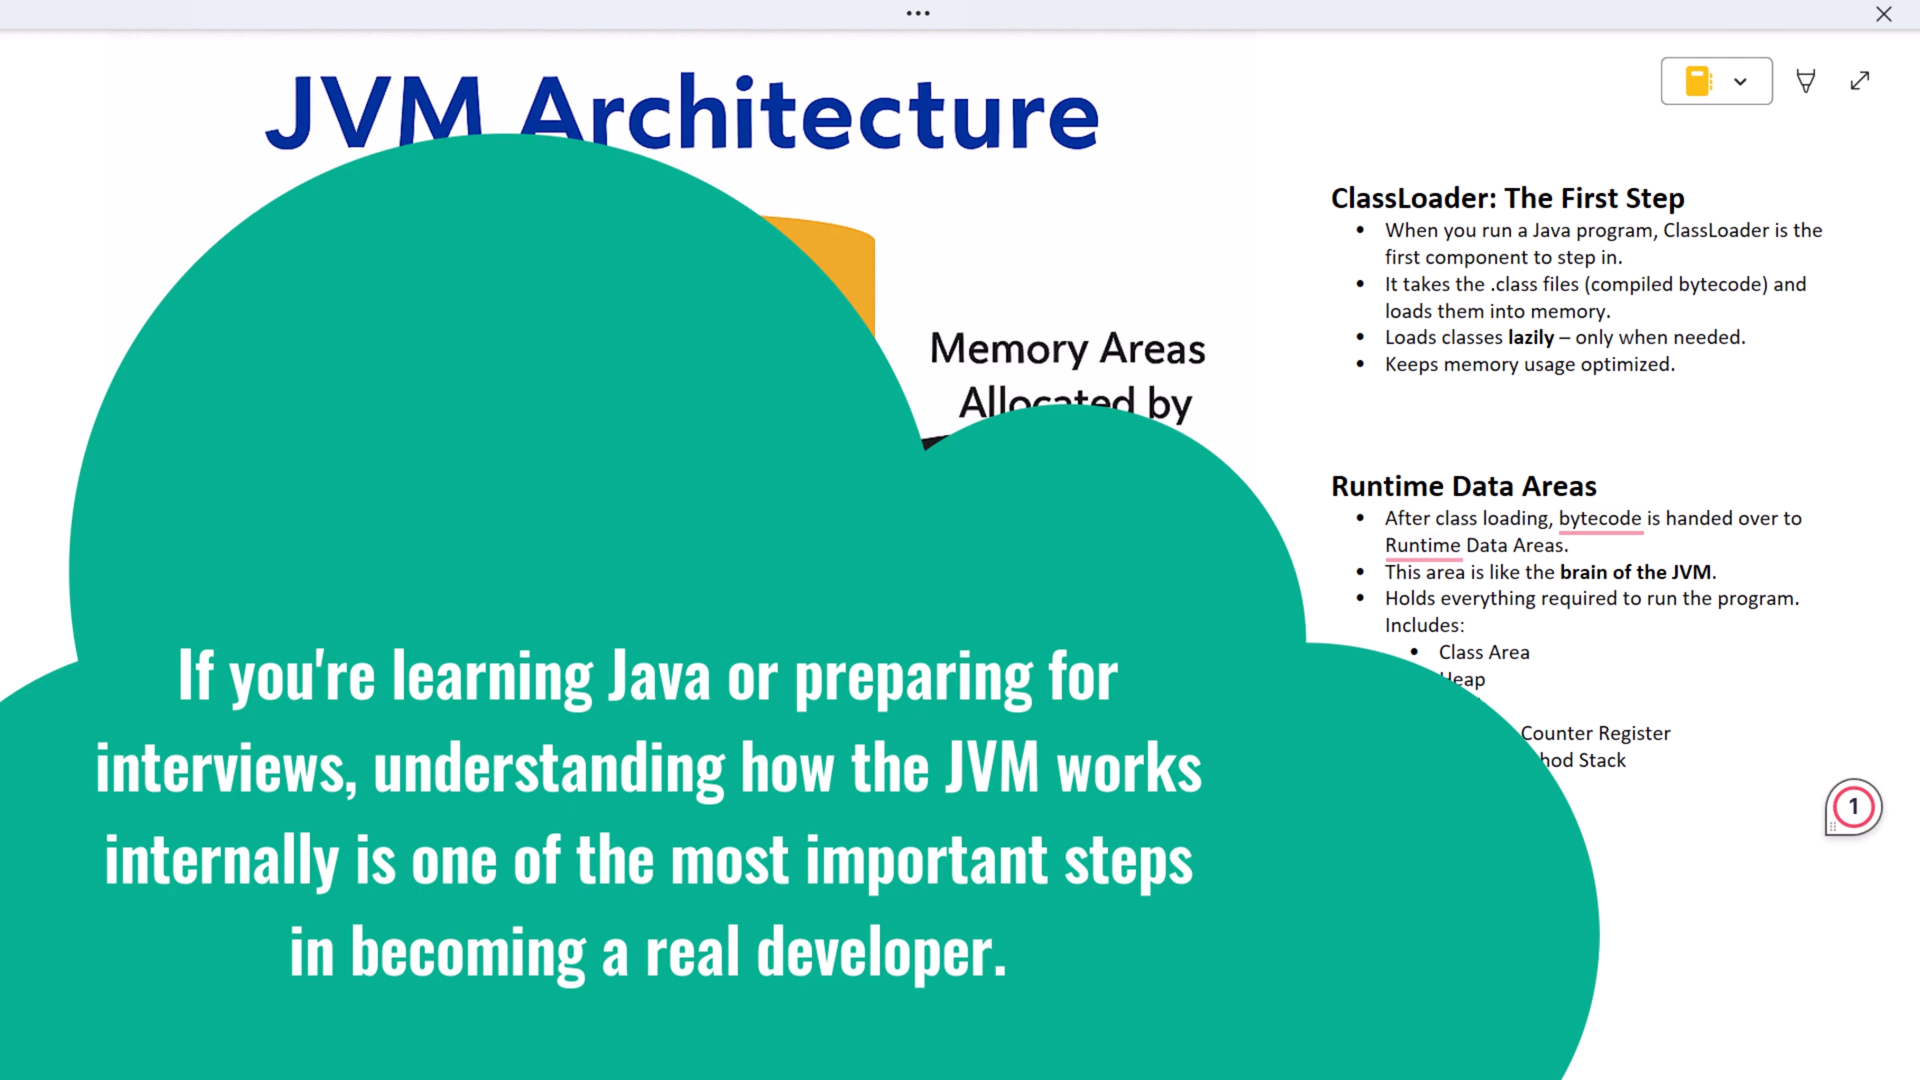 JVM Architecture
Memory Areas
Allocated by
ClassLoader: The First Step
• When you run a Java program, ClassLoader is the
first component to step in.
• It takes the .class files (compiled bytecode) and
loads them into memory.
• Loads classes lazily – only when needed.
• Keeps memory usage optimized.
Runtime Data Areas
• After class loading, bytecode is handed over to
Runtime Data Areas.
• This area is like the brain of the JVM.
• Holds everything required to run the program.
Includes:
• Class Area
Heap
Counter Register
Stack
1
If you're learning Java or preparing for
interviews, understanding how the JVM works
internally is one of the most important steps
in becoming a real developer.